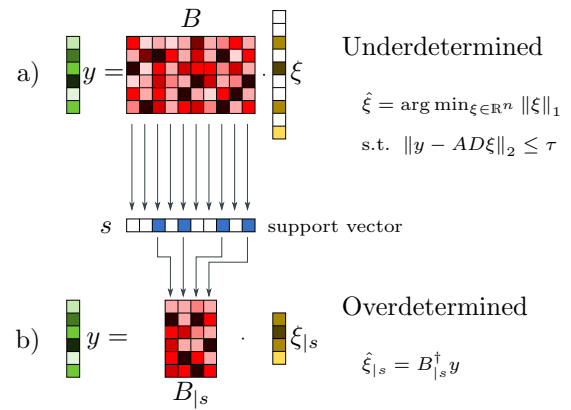 B
Underdetermined
a) y = · ξ
ξ̂ = arg min_{ξ∈ℝⁿ} ‖ξ‖₁
s.t. ‖y − ADξ‖₂ ≤ τ
s support vector
Overdetermined
b) y = · ξ_{|s}
ξ̂_{|s} = B†_{|s} y
B_{|s}